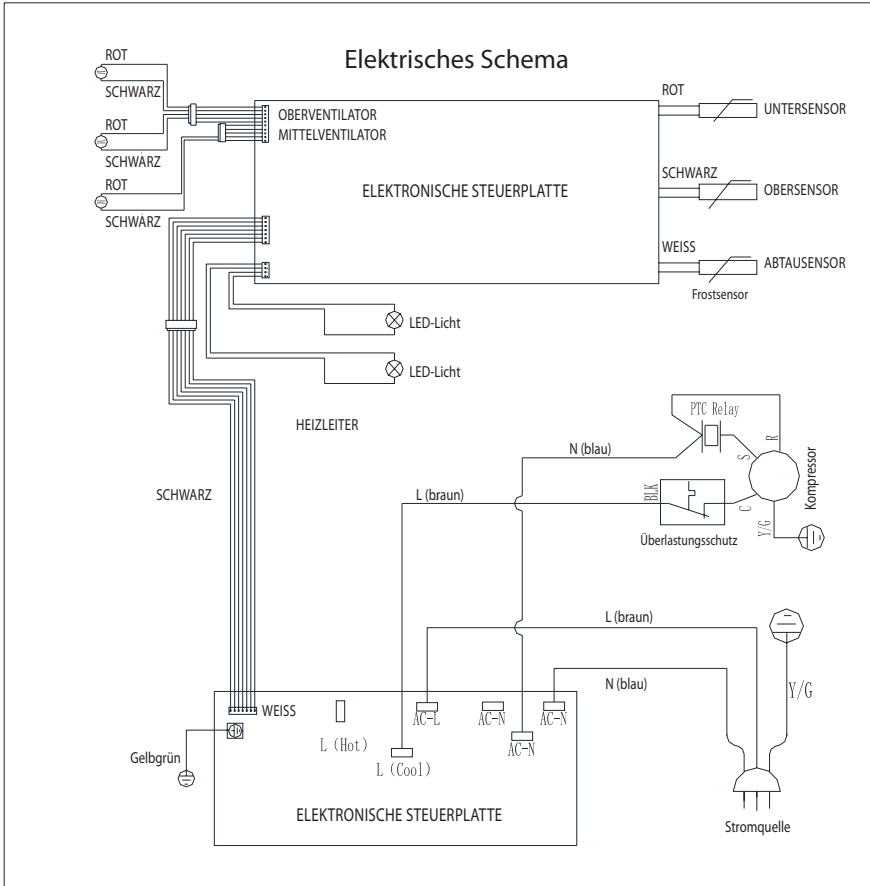 Elektrisches Schema
ROT
SCHWARZ
ROT
SCHWARZ
ROT
SCHWARZ
OBERVENTILATOR
MITTELVENTILATOR
ELEKTRONISCHE STEUERPLATTE
ROT
UNTERSENSOR
SCHWARZ
OBERSENSOR
WEISS
ABTAUSENSOR
Frostsensor
LED-Licht
LED-Licht
HEIZLEITER
SCHWARZ
PTC Relay
N (blau)
R
S
L (braun)
BLK
C
Kompressor
Y/G
Überlastungsschutz
L (braun)
N (blau)
Y/G
WEISS
AC-L
AC-N
AC-N
L (Hot)
AC-N
Gelbgrün
L (Cool)
ELEKTRONISCHE STEUERPLATTE
Stromquelle